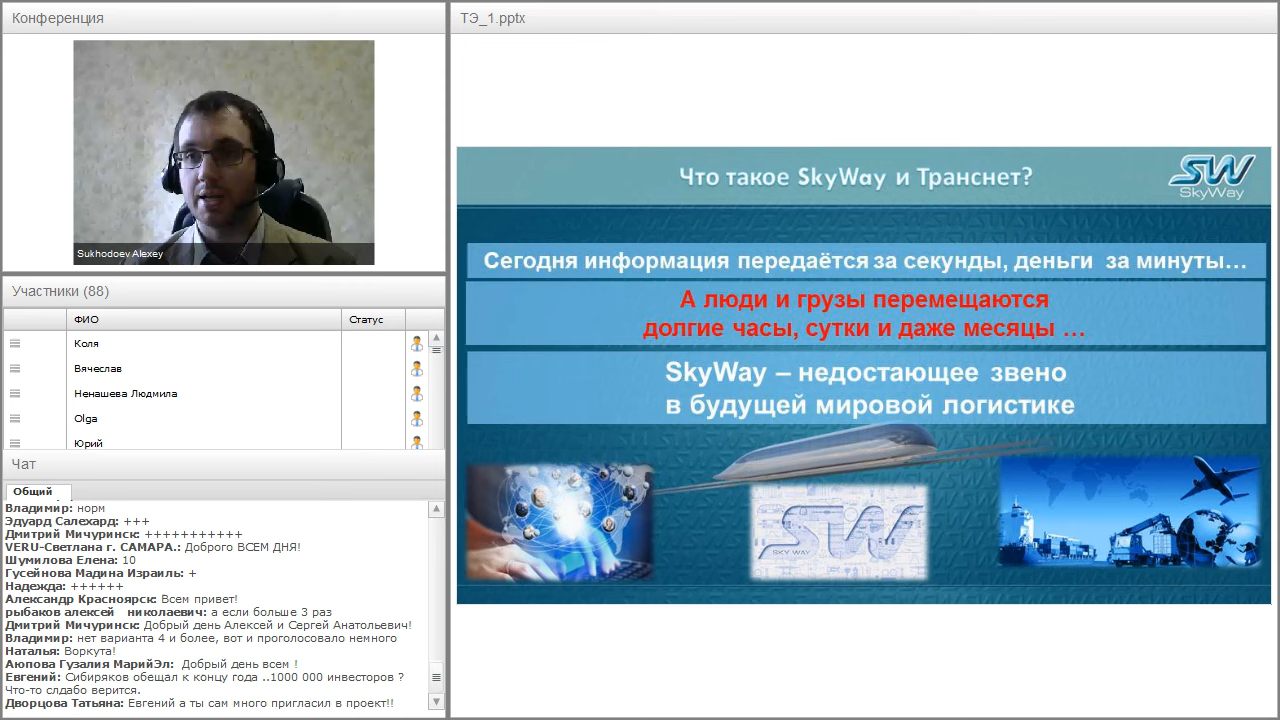 Конференция
Sukhodoev Alexey
Участники (88)
ФИО
Статус
Коля
Вячеслав
Ненашева Людмила
Olga
Юрий
Чат
Общий
Владимир: норм
Эдуард Салехард: +++
Дмитрий Мичуринск: +++++++++++
VERU-Светлана г. САМАРА.: Доброго ВСЕМ ДНЯ!
Шумилова Елена: 10
Гусейнова Мадина Израиль: +
Надежда: ++++++
Александр Красноярск: Всем привет!
рыбаков алексей николаевич: а если больше 3 раз
Дмитрий Мичуринск: Добрый день Алексей и Сергей Анатольевич!
Владимир: нет варианта 4 и более, вот и проголосовало немного
Наталья: Воркута!
Аюпова Гузалия МарийЭл: Добрый день всем !
Евгений: Сибиряков обещал к концу года ..1000 000 инвесторов ?
Что-то слдабо верится.
Дворцова Татьяна: Евгений а ты сам много пригласил в проект!!
ТЭ_1.pptx
Что такое SkyWay и Транснет?
SW
SkyWay
Сегодня информация передаётся за секунды, деньги за минуты...
А люди и грузы перемещаются
долгие часы, сутки и даже месяцы ...
SkyWay – недостающее звено
в будущей мировой логистике
SW
SKY WAY